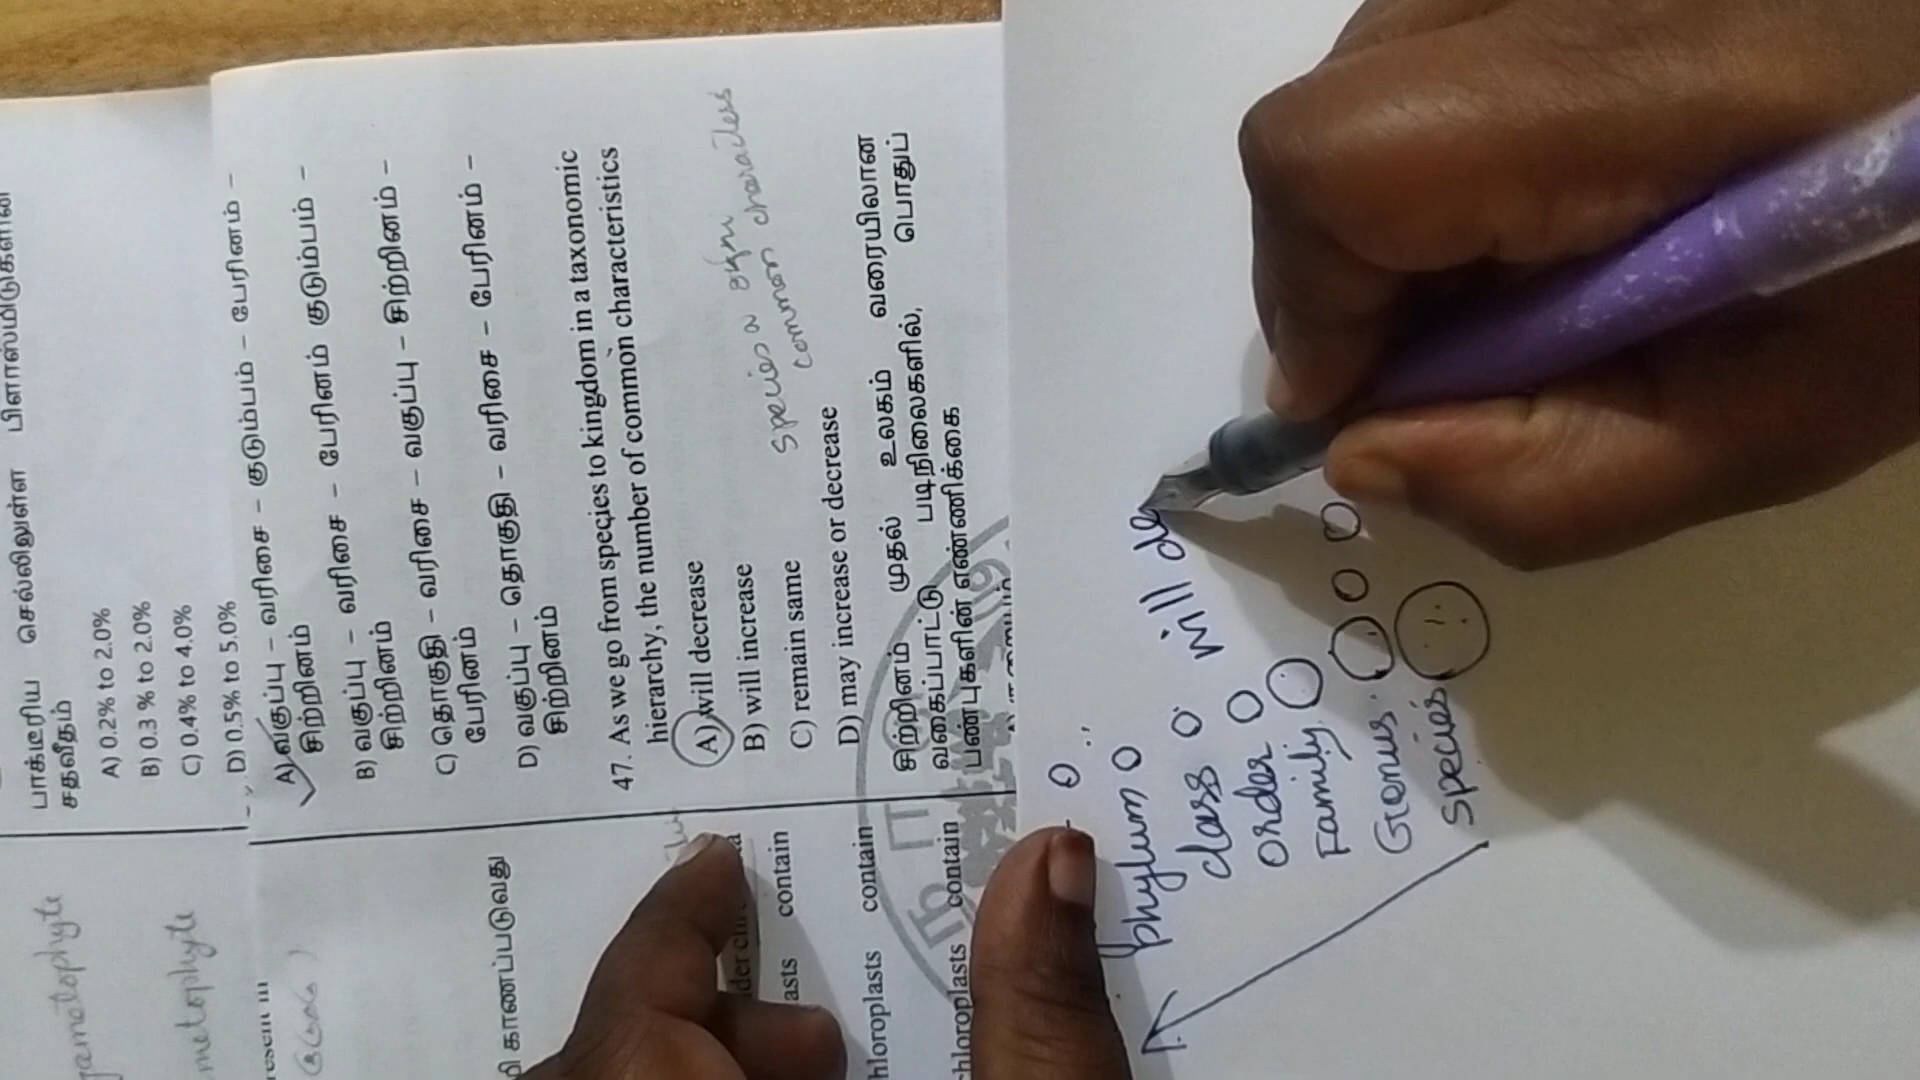 பாக்டீரிய செல்லிலுள்ள
சதவீதம்
A) 0.2% to 2.0%
B) 0.3 % to 2.0%
C) 0.4% to 4.0%
D) 0.5% to 5.0%
A) வகுப்பு – வரிசை – குடும்பம் – பேரினம் –
சிற்றினம்
B) வகுப்பு – வரிசை – பேரினம் குடும்பம் –
சிற்றினம்
C) தொகுதி – வரிசை – வகுப்பு – சிற்றினம் –
பேரினம்
D) வகுப்பு – தொகுதி – வரிசை – பேரினம் –
சிற்றினம்
47. As we go from species to kingdom in a taxonomic
hierarchy, the number of common characteristics
A) will decrease
B) will increase
C) remain same
D) may increase or decrease
species
common characters
சிற்றினம் முதல் உலகம் வரையிலான
வகைப்பாட்டு படிநிலைகளில், பொதுப்
பண்புகளின் எண்ணிக்கை
gametophyte
metophyte
காணப்படுவது
asts contain
hloroplasts contain
hloroplasts contain
phylum
class will de
order
Family
Genus
species